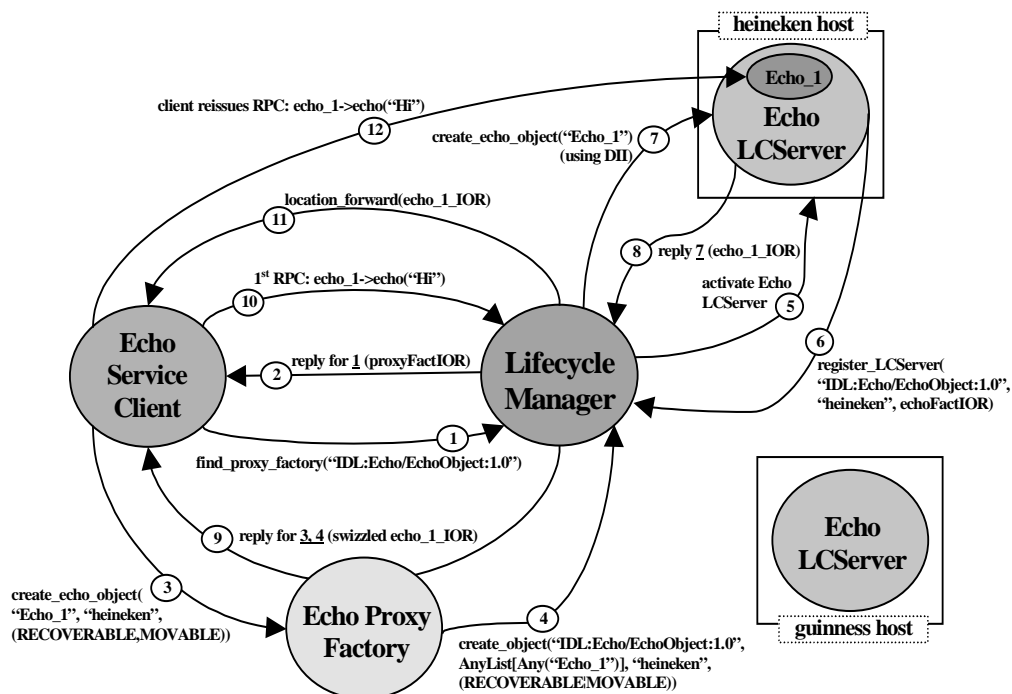 heineken host
Echo_1
Echo
LCServer
client reissues RPC: echo_1->echo(“Hi”)
12
create_echo_object(“Echo_1”)
(using DII)
7
location_forward(echo_1_IOR)
11
8
reply 7 (echo_1_IOR)
1st RPC: echo_1->echo(“Hi”)
10
activate Echo
LCServer
5
6
register_LCServer(
“IDL:Echo/EchoObject:1.0”,
“heineken”, echoFactIOR)
Echo
Service
Client
reply for 1 (proxyFactIOR)
2
Lifecycle
Manager
1
find_proxy_factory(“IDL:Echo/EchoObject:1.0”)
9
reply for 3, 4 (swizzled echo_1_IOR)
Echo
LCServer
guinness host
3
create_echo_object(
“Echo_1”, “heineken”,
(RECOVERABLE,MOVABLE))
Echo Proxy
Factory
4
create_object(“IDL:Echo/EchoObject:1.0”,
AnyList[Any(“Echo_1”)], “heineken”,
(RECOVERABLE|MOVABLE))